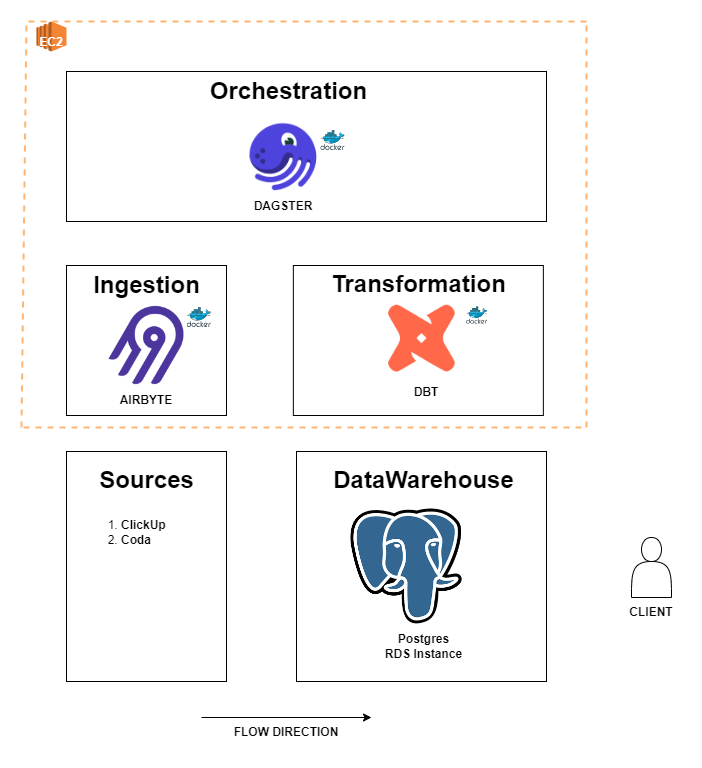 EC2
Orchestration
docker
DAGSTER
Ingestion
docker
AIRBYTE
Transformation
docker
DBT
Sources
1. ClickUp
2. Coda
DataWarehouse
Postgres
RDS Instance
CLIENT
FLOW DIRECTION